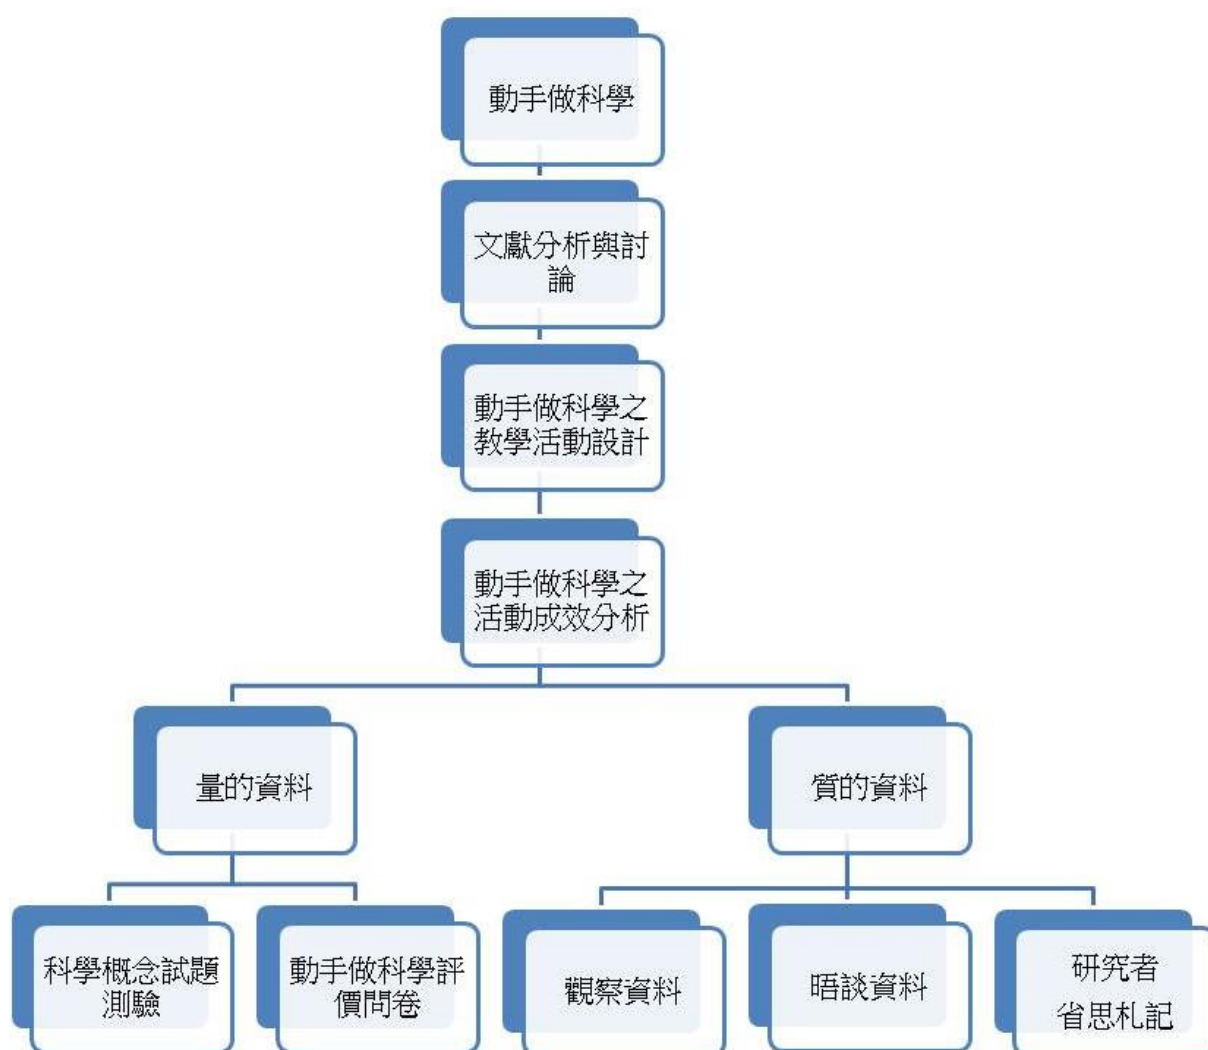 動手做科學
文獻分析與討
論
動手做科學之
教學活動設計
動手做科學之
活動成效分析
量的資料
質的資料
科學概念試題
測驗
動手做科學評
價問卷
觀察資料
晤談資料
研究者
省思札記